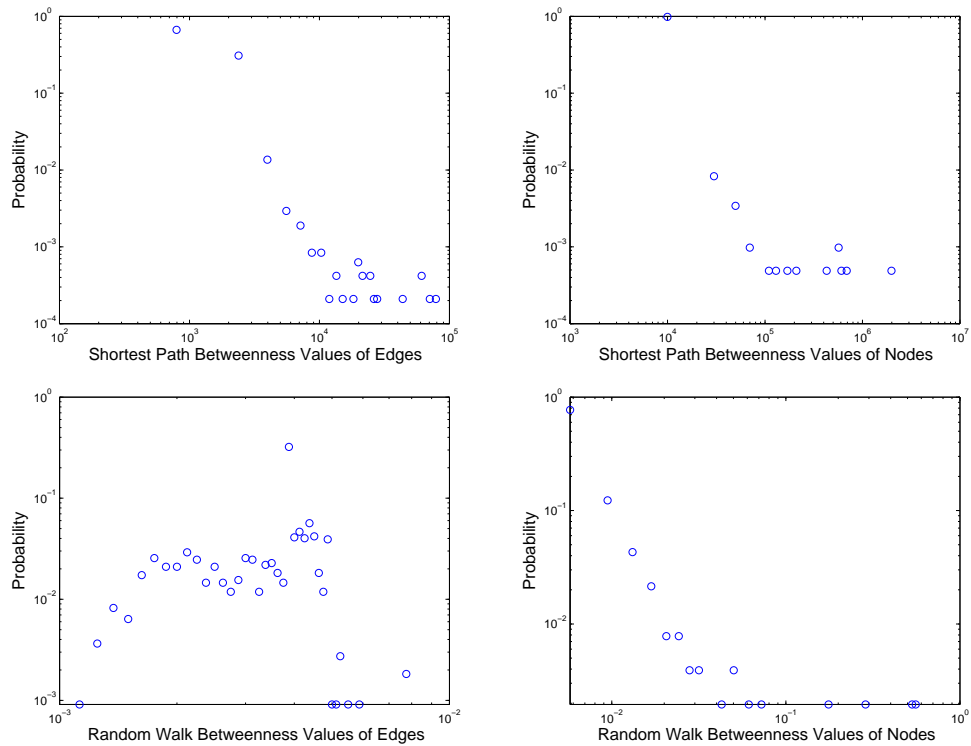 10^0
10^−1
10^−2
10^−3
10^−4
Probability
10^2 10^3 10^4 10^5
Shortest Path Betweenness Values of Edges
10^0
10^−1
10^−2
10^−3
10^−4
Probability
10^3 10^4 10^5 10^6 10^7
Shortest Path Betweenness Values of Nodes
10^0
10^−1
10^−2
10^−3
Probability
10^−3 10^−2
Random Walk Betweenness Values of Edges
10^0
10^−1
10^−2
Probability
10^−2 10^−1 10^0
Random Walk Betweenness Values of Nodes